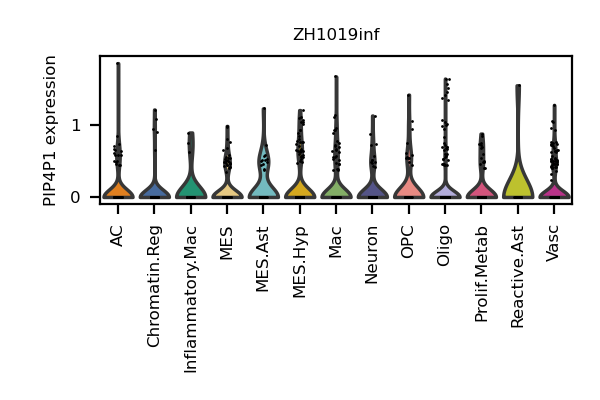 ZH1019inf
PIP4P1 expression
1
0
AC
Chromatin.Reg
Inflammatory.Mac
MES
MES.Ast
MES.Hyp
Mac
Neuron
OPC
Oligo
Prolif.Metab
Reactive.Ast
Vasc